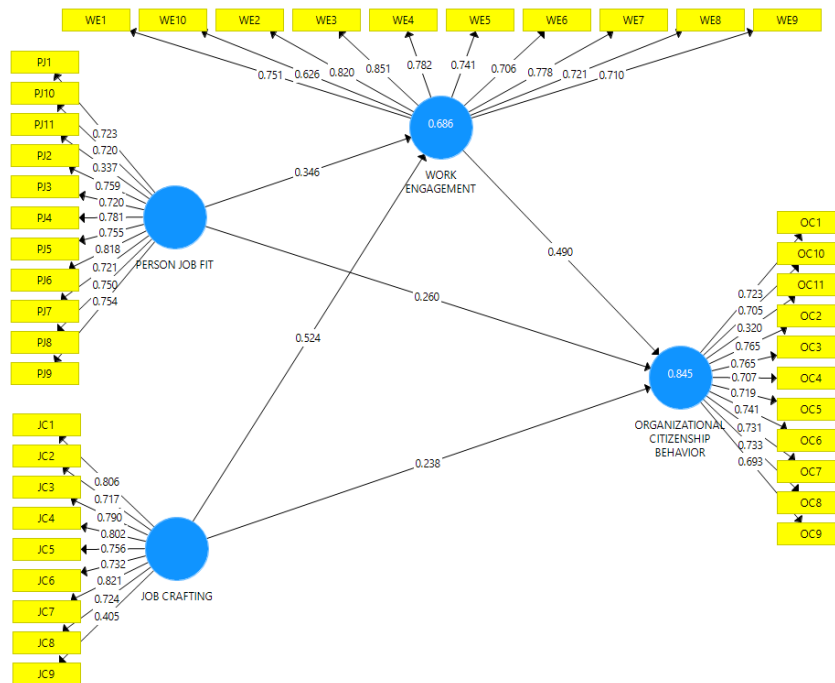 WE1 WE10 WE2 WE3 WE4 WE5 WE6 WE7 WE8 WE9
0.751 0.626 0.820 0.851 0.782 0.741 0.706 0.778 0.721 0.710
0.686
WORK
ENGAGEMENT
PJ1
PJ10
PJ11
PJ2
PJ3
PJ4
PJ5
PJ6
PJ7
PJ8
PJ9
0.723
0.720
0.337
0.759
0.720
0.781
0.755
0.818
0.721
0.750
0.754
PERSON JOB FIT
0.346
0.260
0.524
0.490
0.238
JC1
JC2
JC3
JC4
JC5
JC6
JC7
JC8
JC9
0.806
0.717
0.790
0.802
0.756
0.732
0.821
0.724
0.405
JOB CRAFTING
0.845
ORGANIZATIONAL
CITIZENSHIP
BEHAVIOR
0.723
0.705
0.320
0.765
0.765
0.707
0.719
0.741
0.731
0.733
0.693
OC1
OC10
OC11
OC2
OC3
OC4
OC5
OC6
OC7
OC8
OC9